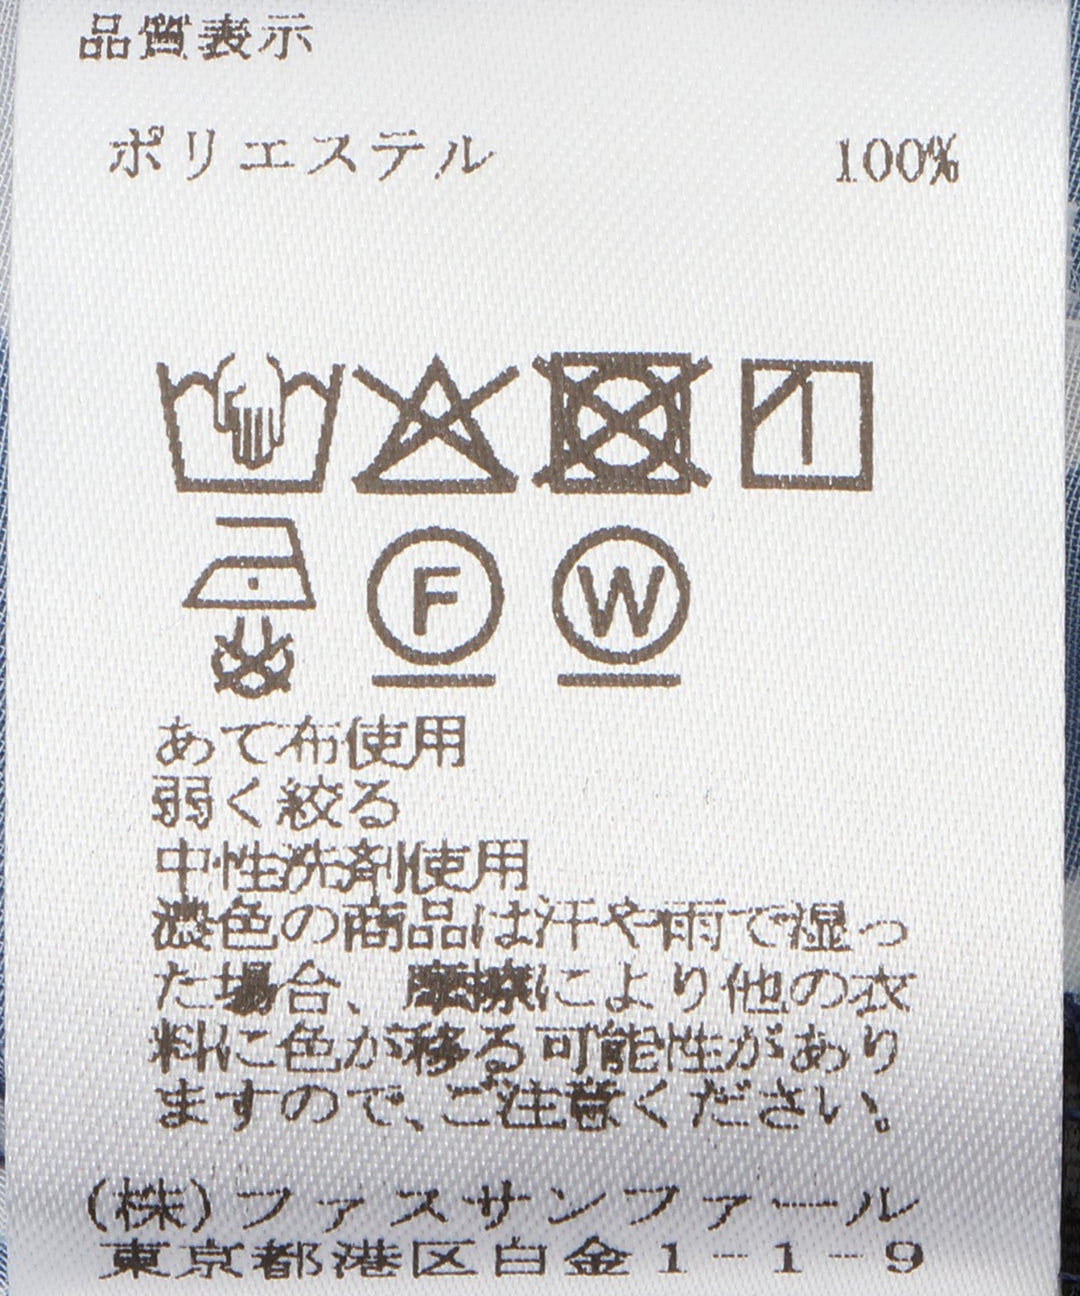 品質表示
ポリエステル 100%
F W
あて布使用
弱く絞る
中性洗剤使用
濃色の商品は汗や雨で湿っ
た場合、摩擦により他の衣
料に色が移る可能性があり
ますので、ご注意ください。
(株)ファスサンファール
東京都港区白金1-1-9